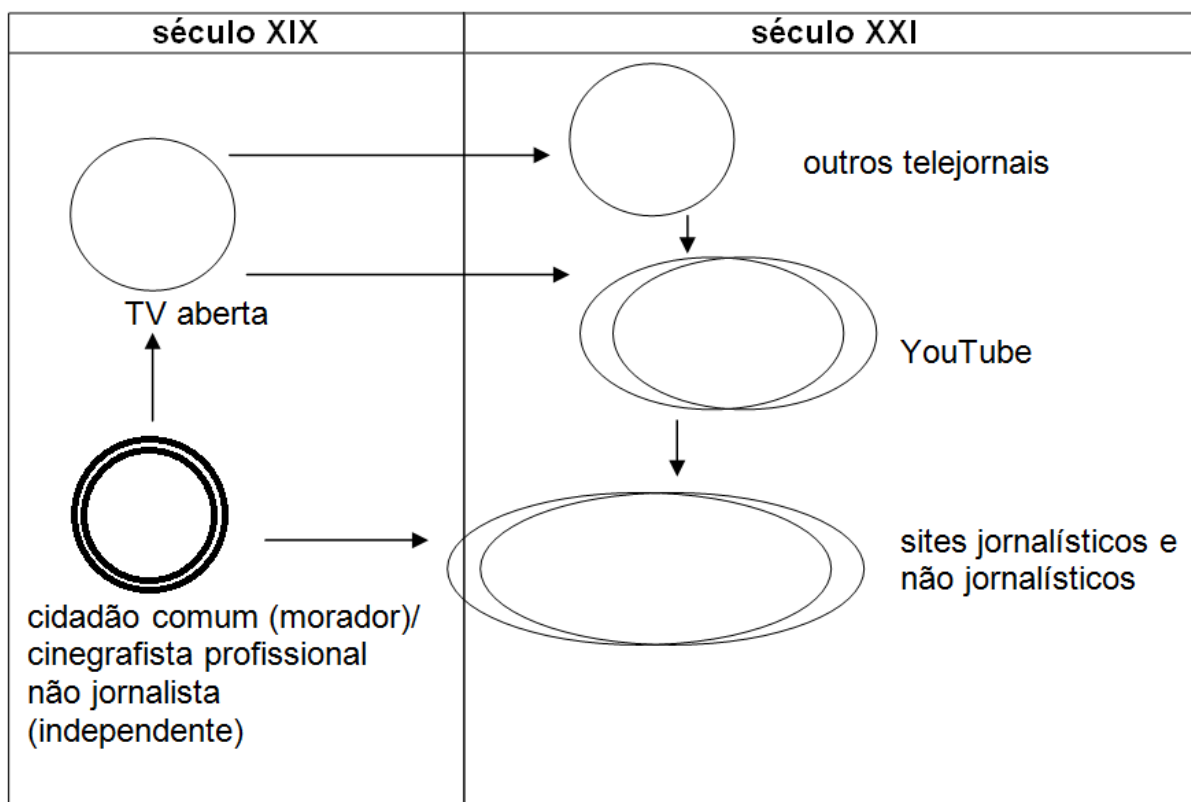 século XIX
século XXI
outros telejornais
TV aberta
YouTube
cidadão comum (morador)/
cinegrafista profissional
não jornalista
(independente)
sites jornalísticos e
não jornalísticos